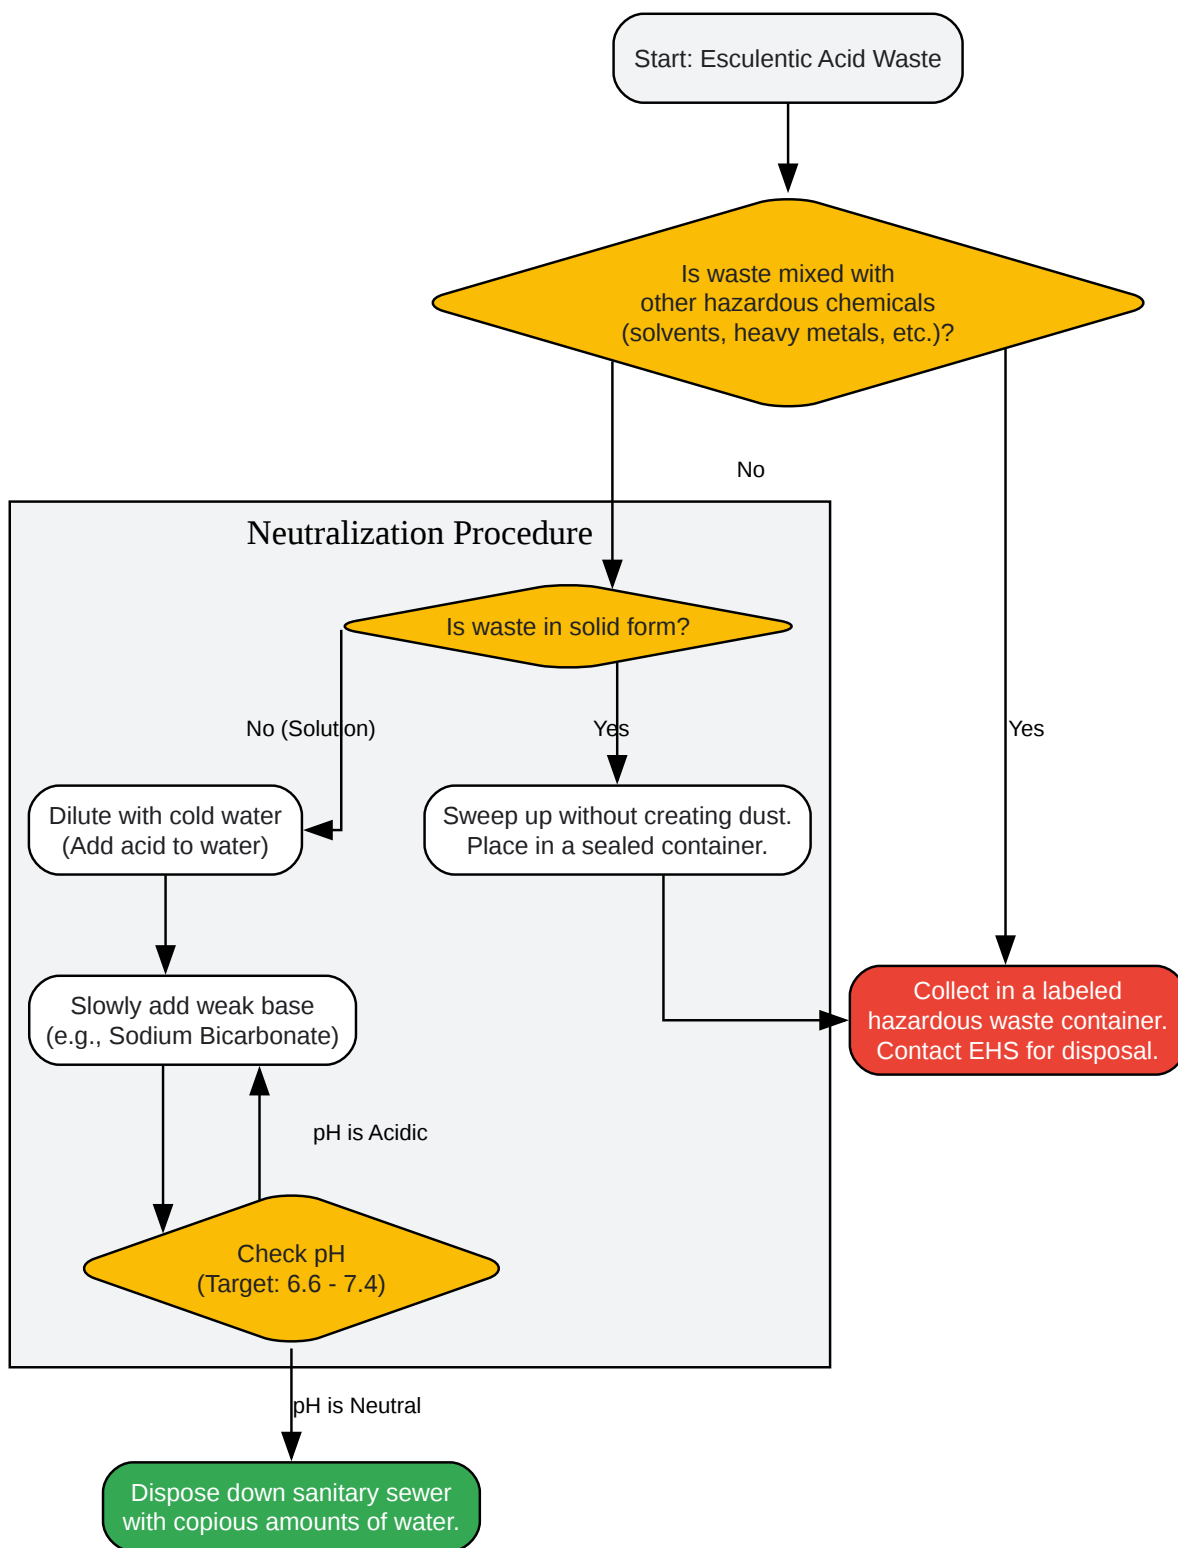 Start: Esculentic Acid Waste
Is waste mixed with
other hazardous chemicals
(solvents, heavy metals, etc.)?
No
Neutralization Procedure
Is waste in solid form?
No (Solution)
Yes
Yes
Dilute with cold water
(Add acid to water)
Sweep up without creating dust.
Place in a sealed container.
Slowly add weak base
(e.g., Sodium Bicarbonate)
Collect in a labeled
hazardous waste container.
Contact EHS for disposal.
pH is Acidic
Check pH
(Target: 6.6 - 7.4)
pH is Neutral
Dispose down sanitary sewer
with copious amounts of water.